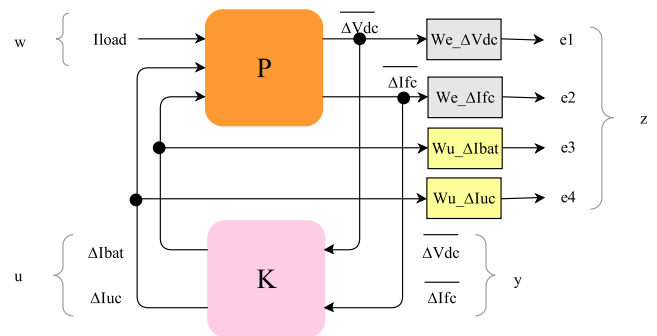 ΔVdc
w Iload P We_ΔVdc e1
ΔIfc
We_ΔIfc e2
z
Wu_ΔIbat e3
Wu_ΔIuc e4
ΔIbat ΔVdc
u K y
ΔIuc ΔIfc